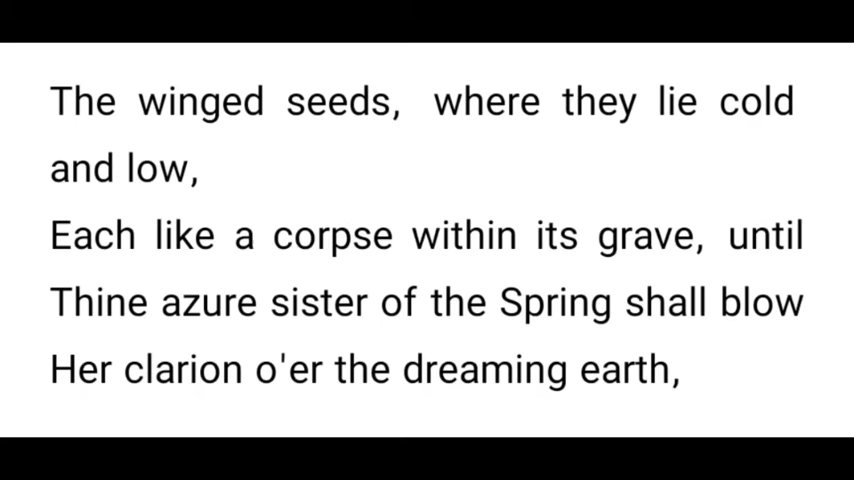 The winged seeds, where they lie cold
and low,
Each like a corpse within its grave, until
Thine azure sister of the Spring shall blow
Her clarion o'er the dreaming earth,